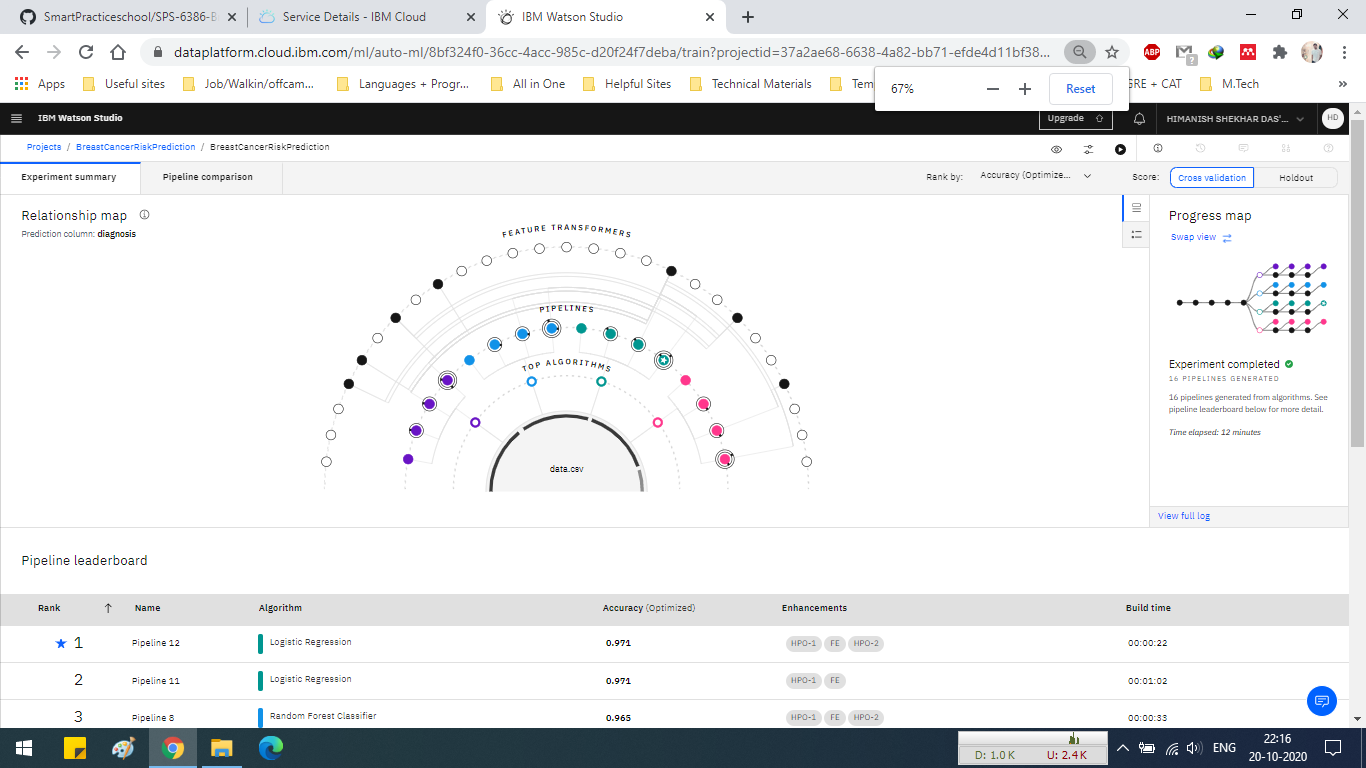 SmartPracticeschool/SPS-6386-B
Service Details - IBM Cloud
IBM Watson Studio
dataplatform.cloud.ibm.com/ml/auto-ml/8bf324f0-36cc-4acc-985c-d20f24f7deba/train?projectid=37a2ae68-6638-4a82-bb71-efde4d11bf38...
ABP
Apps
Useful sites
Job/Walkin/offcam...
Languages + Progr...
All in One
Helpful Sites
Technical Materials
GRE + CAT
M.Tech
67%
Reset
IBM Watson Studio
Upgrade
HIMANISH SHEKHAR DAS'...
HD
Projects / BreastCancerRiskPrediction / BreastCancerRiskPrediction
Experiment summary
Pipeline comparison
Rank by: Accuracy (Optimize...
Score: Cross validation Holdout
Relationship map
Prediction column: diagnosis
FEATURE TRANSFORMERS
PIPELINES
TOP ALGORITHMS
data.csv
Progress map
Swap view
Experiment completed
16 PIPELINES GENERATED
16 pipelines generated from algorithms. See
pipeline leaderboard below for more detail.
Time elapsed: 12 minutes
View full log
Pipeline leaderboard
Rank Name Algorithm Accuracy (Optimized) Enhancements Build time
1 Pipeline 12 Logistic Regression 0.971 HPO-1 FE HPO-2 00:00:22
2 Pipeline 11 Logistic Regression 0.971 HPO-1 FE 00:01:02
3 Pipeline 8 Random Forest Classifier 0.965 HPO-1 FE HPO-2 00:00:33
D: 1.0 K U: 2.4 K
ENG
22:16
20-10-2020